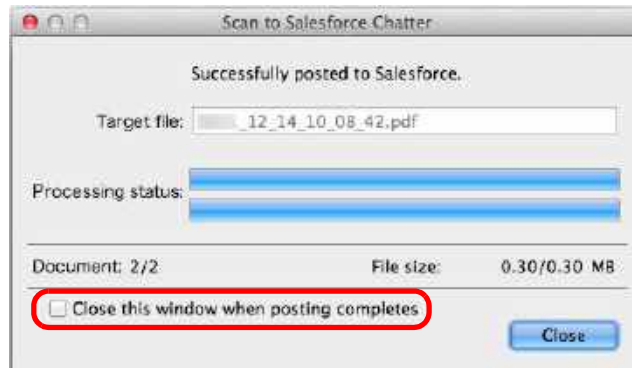 Scan to Salesforce Chatter
Successfully posted to Salesforce.
Target file: _12_14_10_08_42.pdf
Processing status:
Document: 2/2 File size: 0.30/0.30 MB
Close this window when posting completes
Close